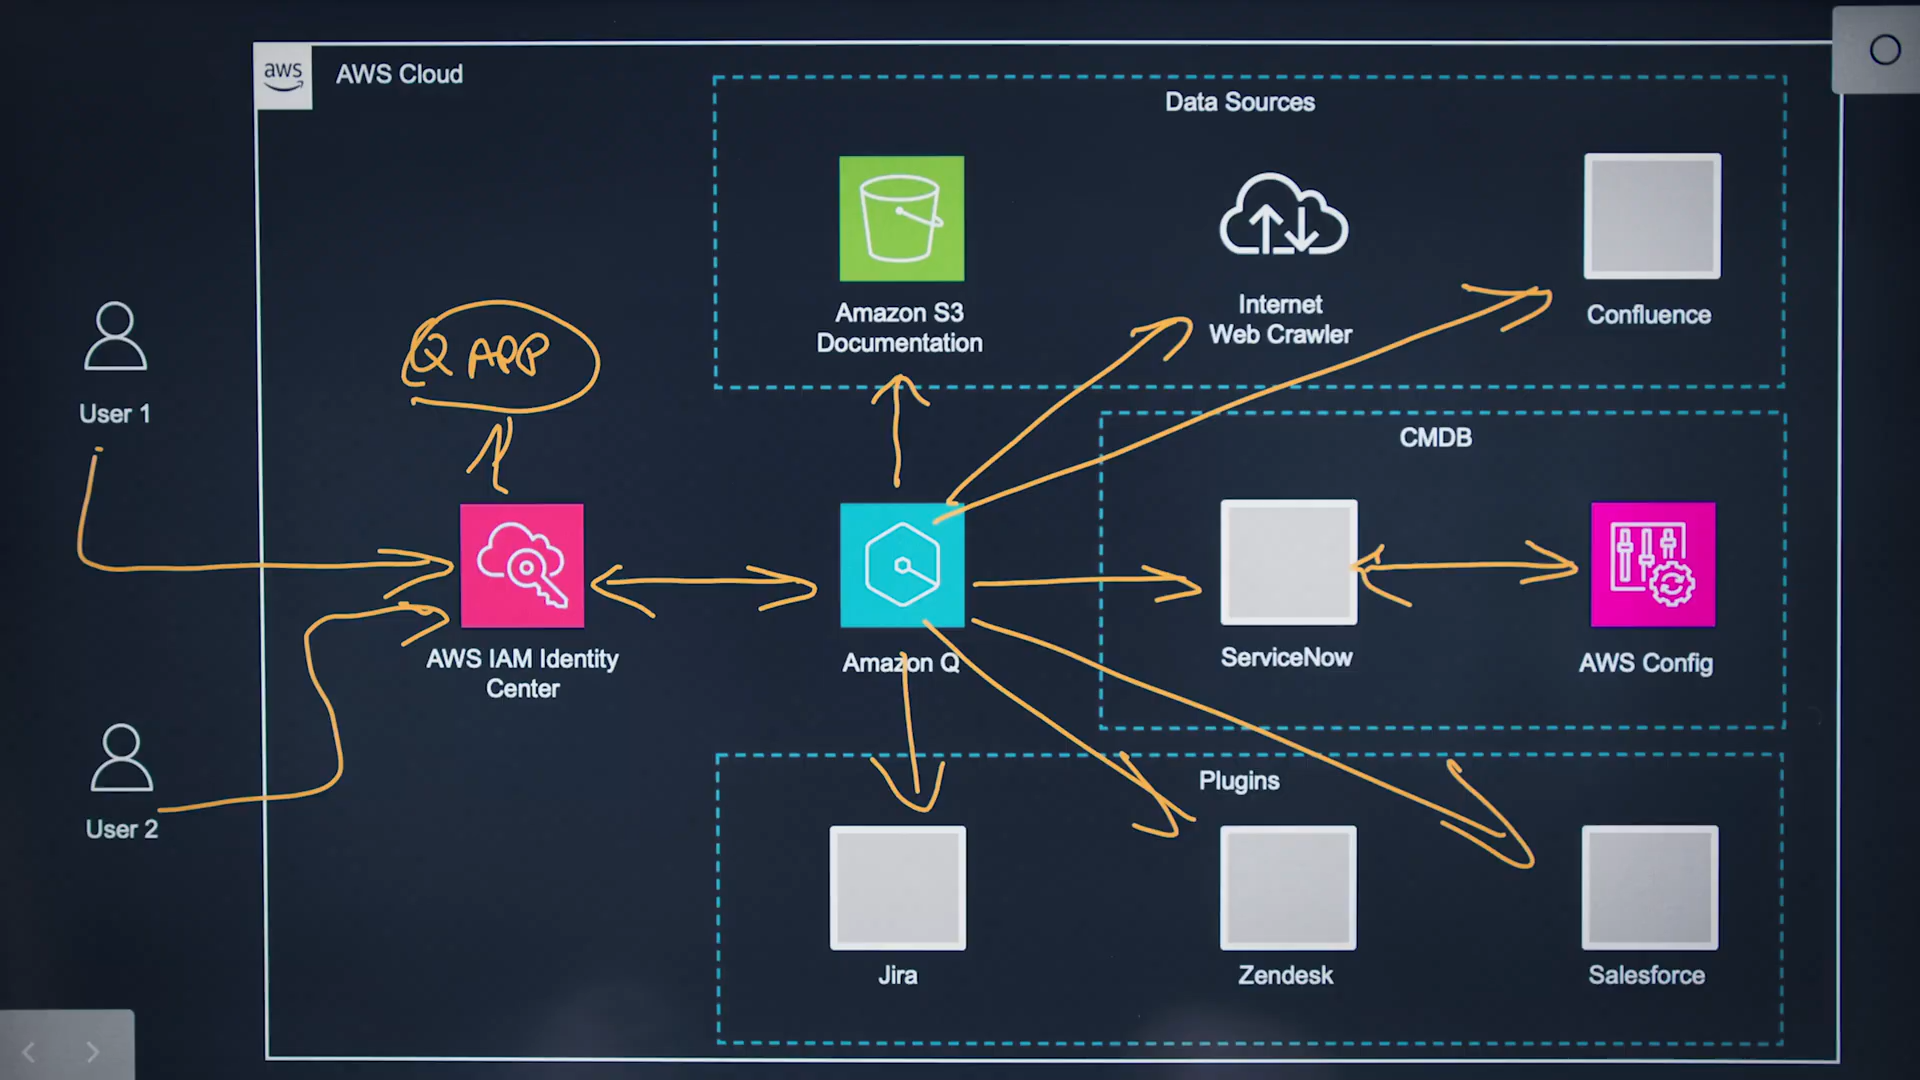 aws
AWS Cloud
Data Sources
Amazon S3
Documentation
Internet
Web Crawler
Confluence
User 1
Q APP
CMDB
AWS IAM Identity
Center
Amazon Q
ServiceNow
AWS Config
User 2
Plugins
Jira
Zendesk
Salesforce